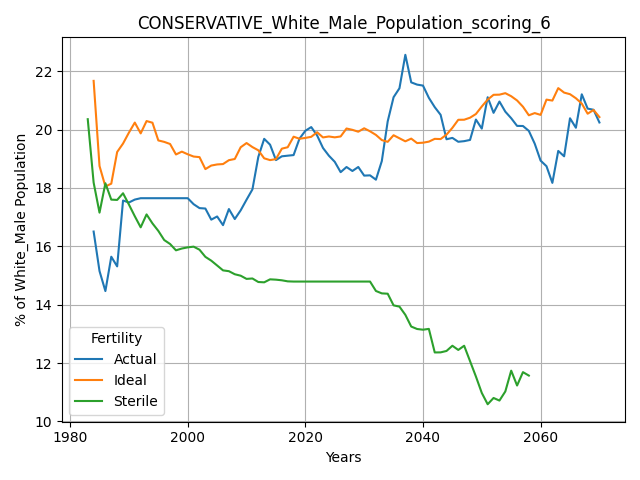 CONSERVATIVE_White_Male_Population_scoring_6
% of White_Male Population
22
20
18
16
14
12
10
Fertility
Actual
Ideal
Sterile
1980 2000 2020 2040 2060
Years